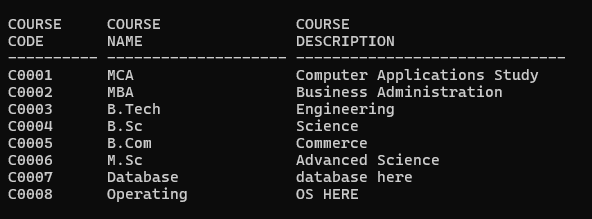 COURSE     COURSE               COURSE
CODE       NAME                 DESCRIPTION
---------- -------------------- ------------------------------
C0001      MCA                  Computer Applications Study
C0002      MBA                  Business Administration
C0003      B.Tech               Engineering
C0004      B.Sc                 Science
C0005      B.Com                Commerce
C0006      M.Sc                 Advanced Science
C0007      Database             database here
C0008      Operating            OS HERE